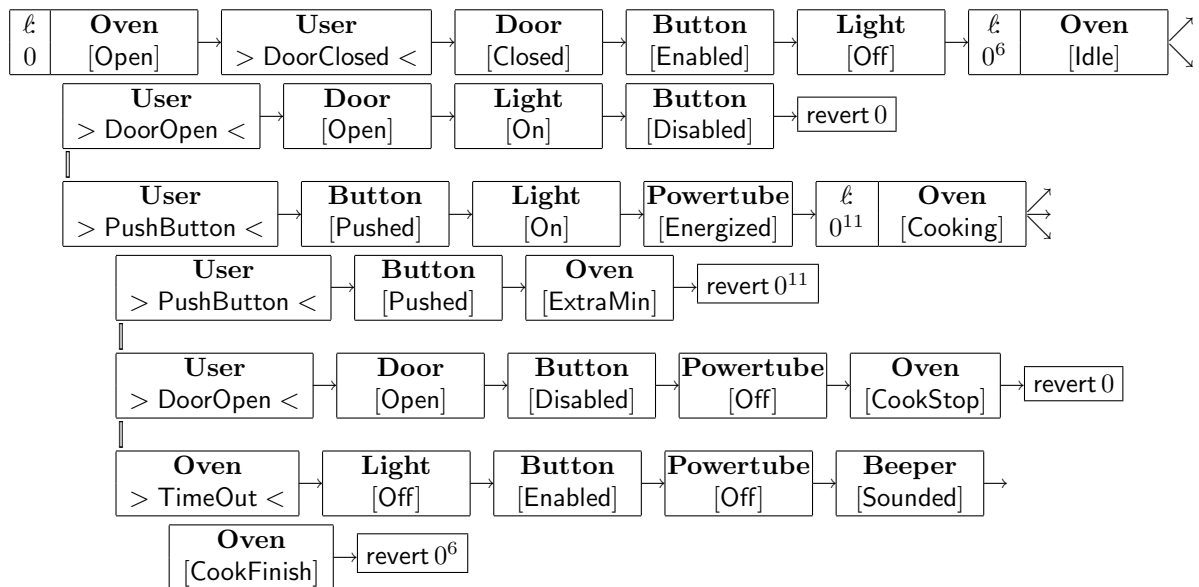 ℓ: Oven User Door Button Light ℓ: Oven
0 [Open] > DoorClosed < [Closed] [Enabled] [Off] 0⁶ [Idle]
User Door Light Button
> DoorOpen < [Open] [On] [Disabled] revert 0
User Button Light Powertube ℓ: Oven
> PushButton < [Pushed] [On] [Energized] 0¹¹ [Cooking]
User Button Oven
> PushButton < [Pushed] [ExtraMin] revert 0¹¹
User Door Button Powertube Oven
> DoorOpen < [Open] [Disabled] [Off] [CookStop] revert 0
Oven Light Button Powertube Beeper
> TimeOut < [Off] [Enabled] [Off] [Sounded]
Oven
[CookFinish] revert 0⁶